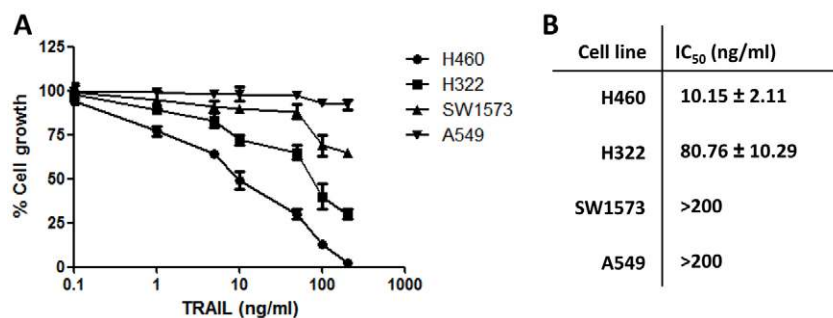 A
125
100
75
50
25
0
% Cell growth
0.1 1 10 100 1000
TRAIL (ng/ml)
H460
H322
SW1573
A549
B
Cell line IC₅₀ (ng/ml)
H460 10.15 ± 2.11
H322 80.76 ± 10.29
SW1573 >200
A549 >200